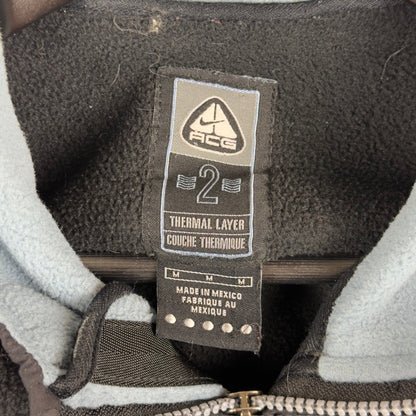 ACG
2
THERMAL LAYER
COUCHE THERMIQUE
M M M
MADE IN MEXICO
FABRIQUE AU
MEXIQUE